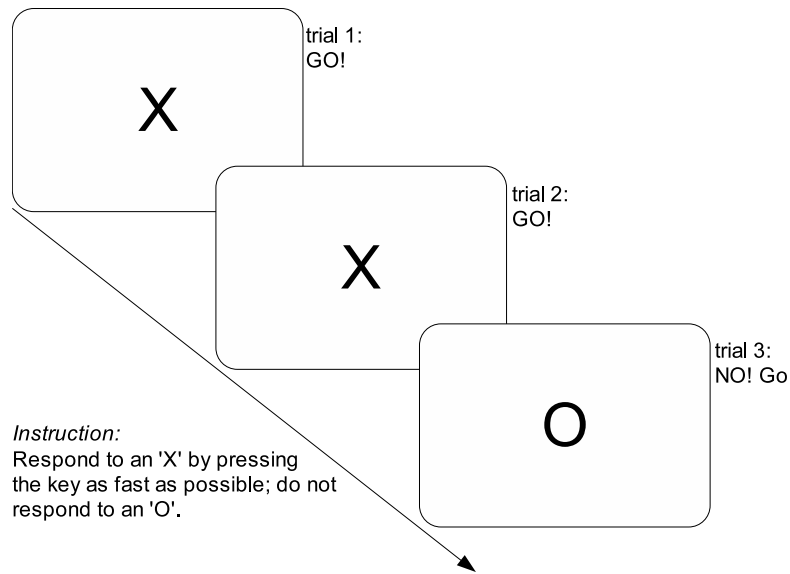 X
trial 1:
GO!
X
trial 2:
GO!
O
trial 3:
NO! Go
Instruction:
Respond to an 'X' by pressing
the key as fast as possible; do not
respond to an 'O'.